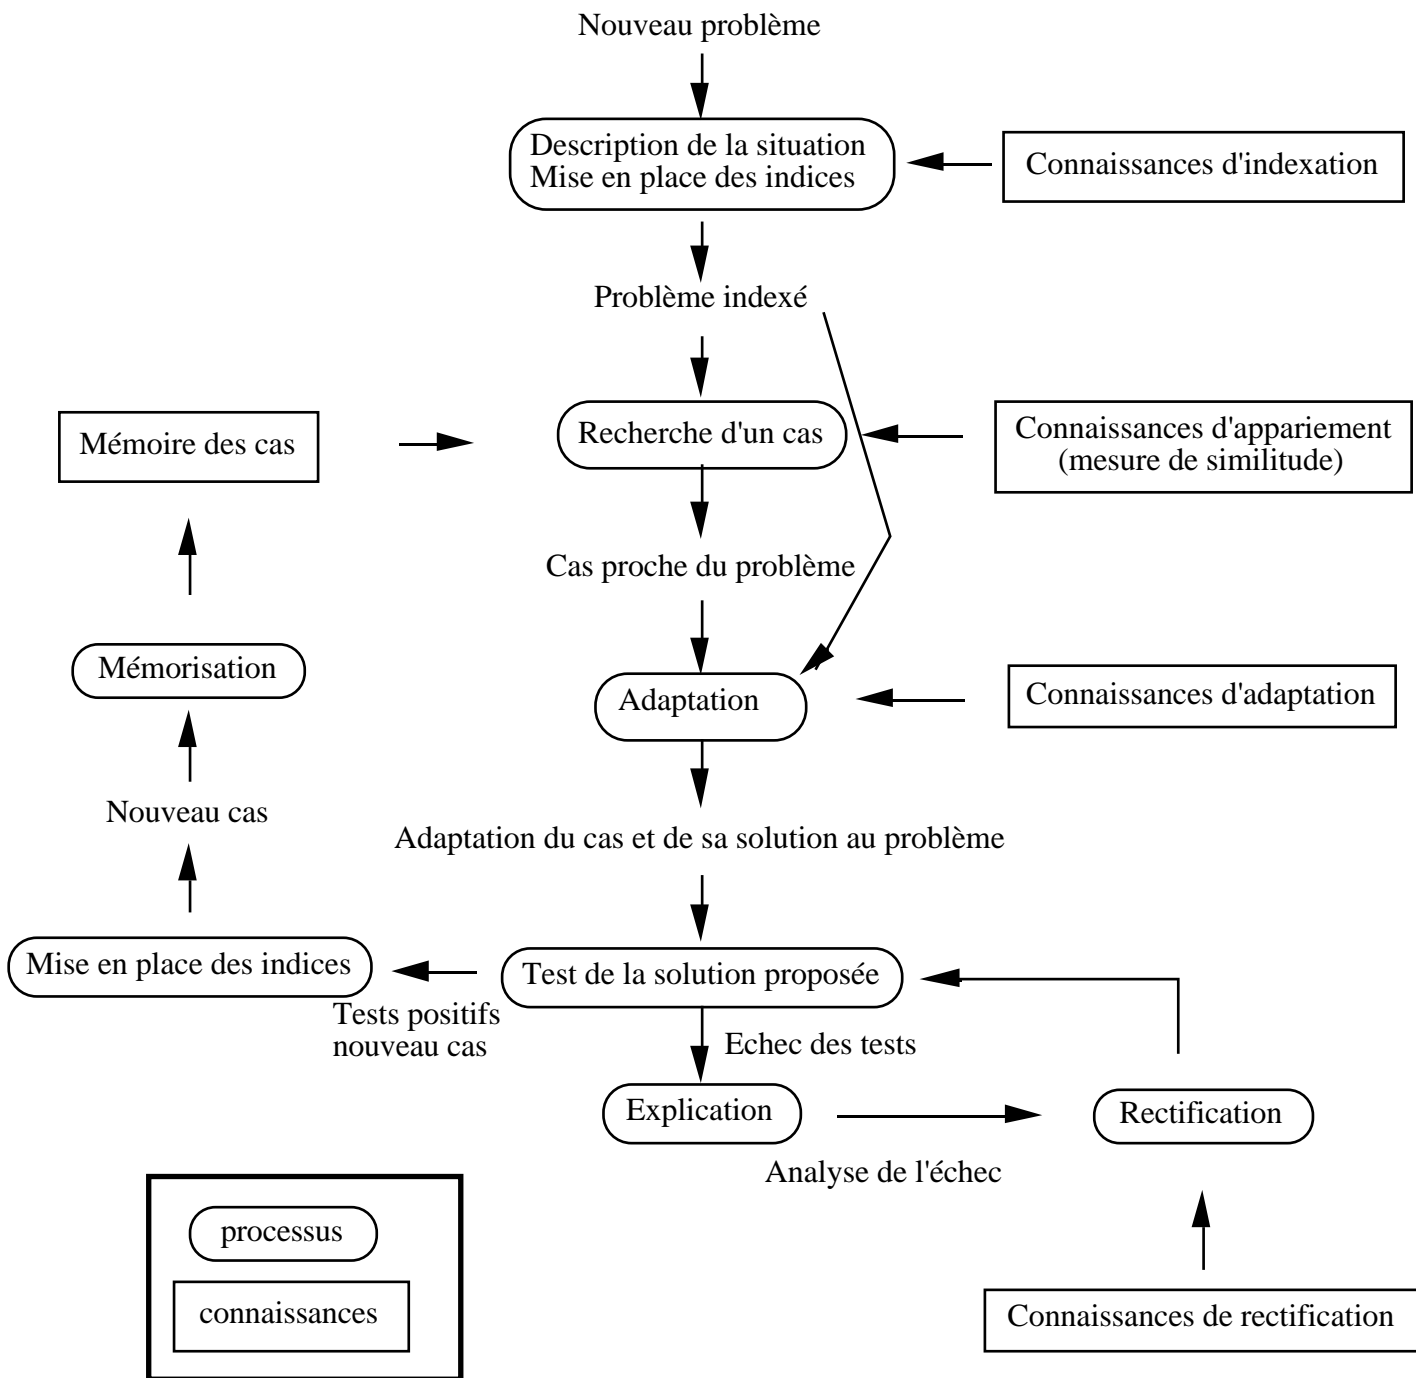 Nouveau problème
Description de la situation
Mise en place des indices
Connaissances d'indexation
Problème indexé
Mémoire des cas
Recherche d'un cas
Connaissances d'appariement
(mesure de similitude)
Cas proche du problème
Mémorisation
Adaptation
Connaissances d'adaptation
Nouveau cas
Adaptation du cas et de sa solution au problème
Mise en place des indices
Test de la solution proposée
Tests positifs
nouveau cas
Echec des tests
Explication
Rectification
Analyse de l'échec
processus
connaissances
Connaissances de rectification